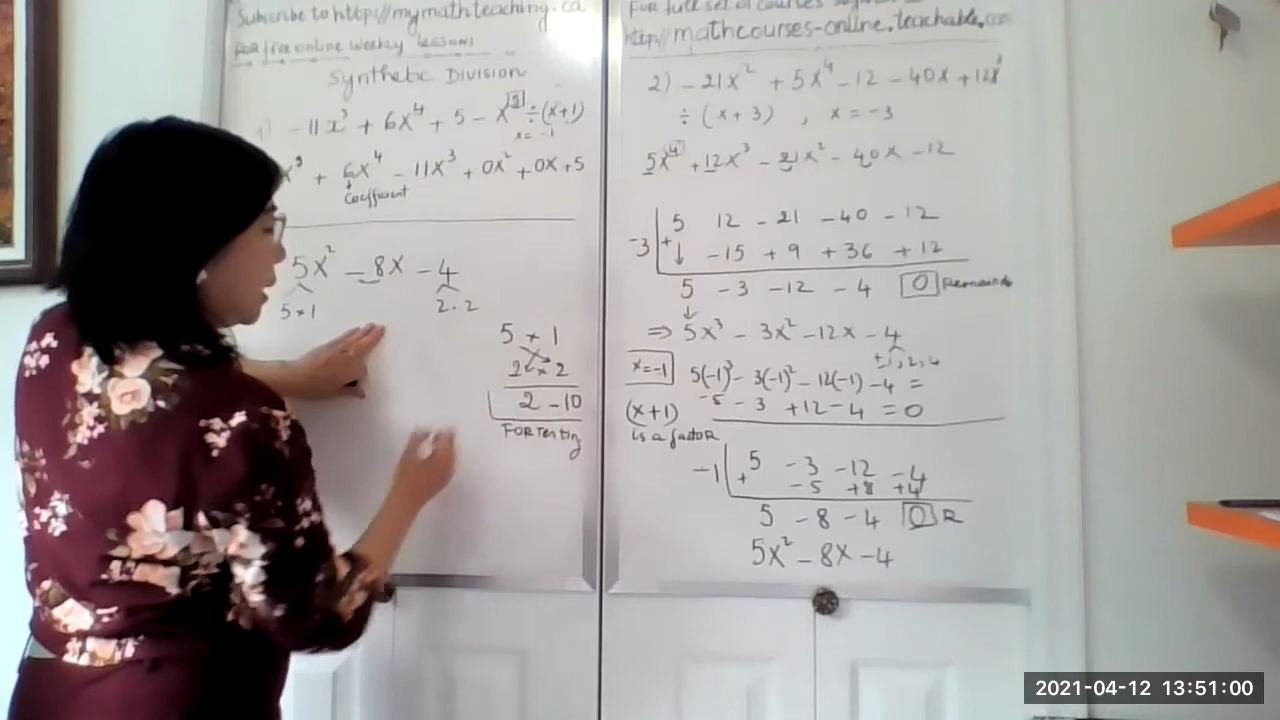 Subscribe to http://mymathteaching.ca
For free online weekly lessons
Synthetic Division
-11x³ + 6x⁴ + 5 - x⁵ ÷ (x+1)
x = -1
+ 6x⁴ - 11x³ + 0x² + 0x + 5
coefficient
5x² - 8x - 4
5 * 1
2 . 2
5 + 1
2 * 2
2 - 10
FOR Testing
For full set of courses
http://mathcourses-online.teachable.com
2) -21x² + 5x⁴ - 12 - 40x + 12x³
÷ (x + 3) , x = -3
5x⁴ + 12x³ - 21x² - 40x - 12
5 12 - 21 - 40 - 12
-3 + ↓ - 15 + 9 + 36 + 12
5 - 3 - 12 - 4 0 Remainder
↓
⇒ 5x³ - 3x² - 12x - 4
±1, 2, 4
x = -1 5(-1)³ - 3(-1)² - 12(-1) - 4 =
-5 - 3 + 12 - 4 = 0
(x+1)
is a factor
5 - 3 - 12 - 4
-1 + - 5 + 8 + 4
5 - 8 - 4 0 R
5x² - 8x - 4
2021-04-12 13:51:00